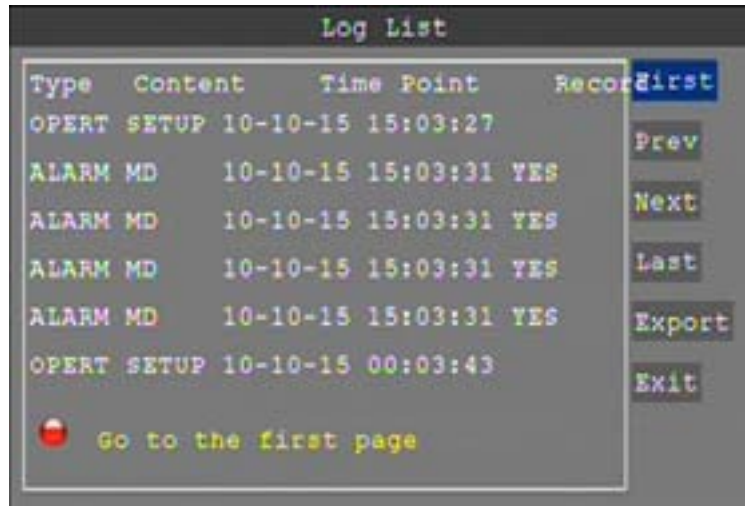 Log List
Type Content Time Point Record
First
OPERT SETUP 10-10-15 15:03:27
Prev
ALARM MD 10-10-15 15:03:31 YES
Next
ALARM MD 10-10-15 15:03:31 YES
Last
ALARM MD 10-10-15 15:03:31 YES
Export
ALARM MD 10-10-15 15:03:31 YES
OPERT SETUP 10-10-15 00:03:43
Exit
Go to the first page